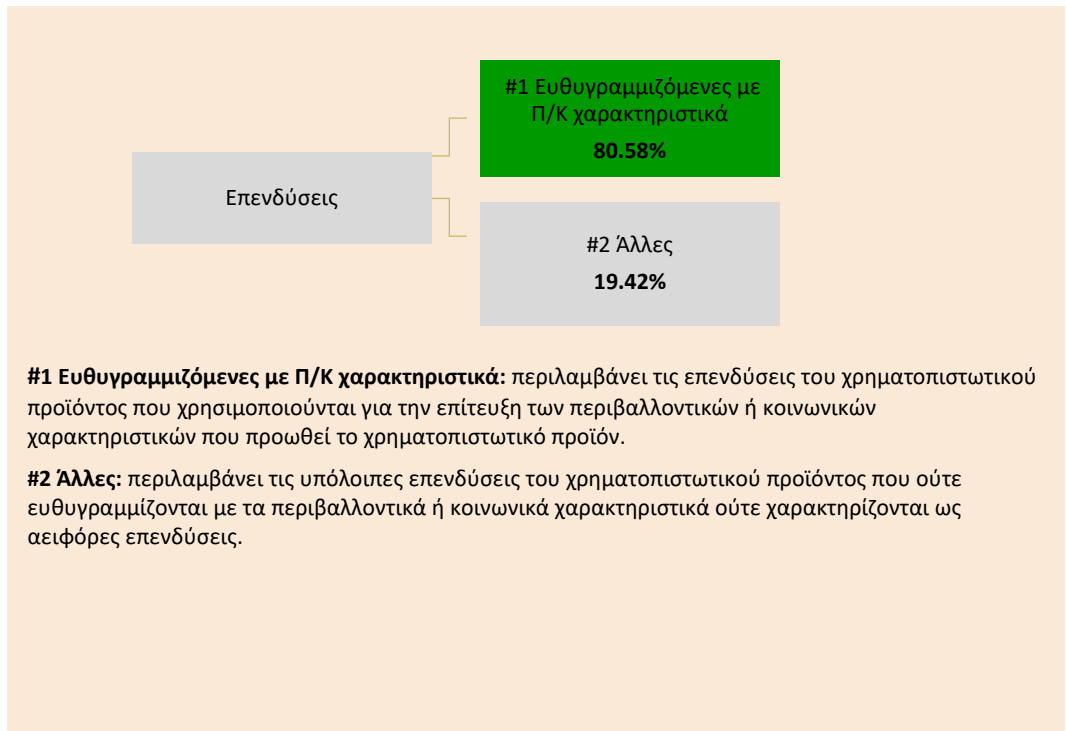 #1 Ευθυγραμμιζόμενες με
Π/Κ χαρακτηριστικά
80.58%
Επενδύσεις
#2 Άλλες
19.42%
#1 Ευθυγραμμιζόμενες με Π/Κ χαρακτηριστικά: περιλαμβάνει τις επενδύσεις του χρηματοπιστωτικού
προϊόντος που χρησιμοποιούνται για την επίτευξη των περιβαλλοντικών ή κοινωνικών
χαρακτηριστικών που προωθεί το χρηματοπιστωτικό προϊόν.
#2 Άλλες: περιλαμβάνει τις υπόλοιπες επενδύσεις του χρηματοπιστωτικού προϊόντος που ούτε
ευθυγραμμίζονται με τα περιβαλλοντικά ή κοινωνικά χαρακτηριστικά ούτε χαρακτηρίζονται ως
αειφόρες επενδύσεις.